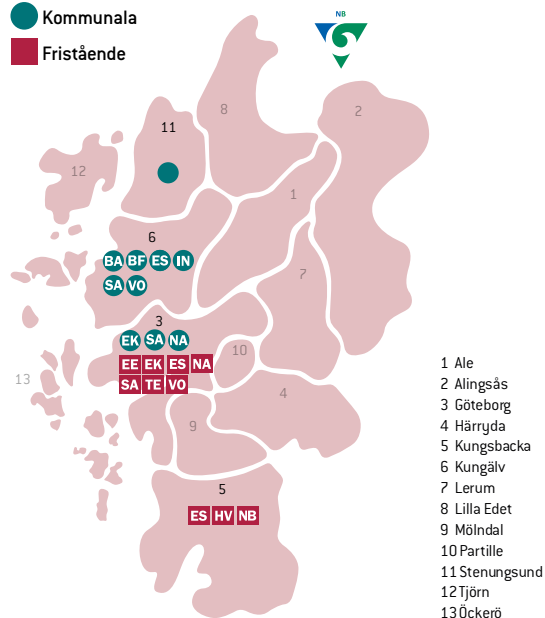 Kommunala
Fristående
NB
8
2
11
12
1
6
BA BF ES IN
SA VO
7
3
EK SA NA
EE EK ES NA
SA TE VO
10
13
4
9
5
ES HV NB
1 Ale
2 Alingsås
3 Göteborg
4 Härryda
5 Kungsbacka
6 Kungälv
7 Lerum
8 Lilla Edet
9 Mölndal
10 Partille
11 Stenungsund
12 Tjörn
13 Öckerö